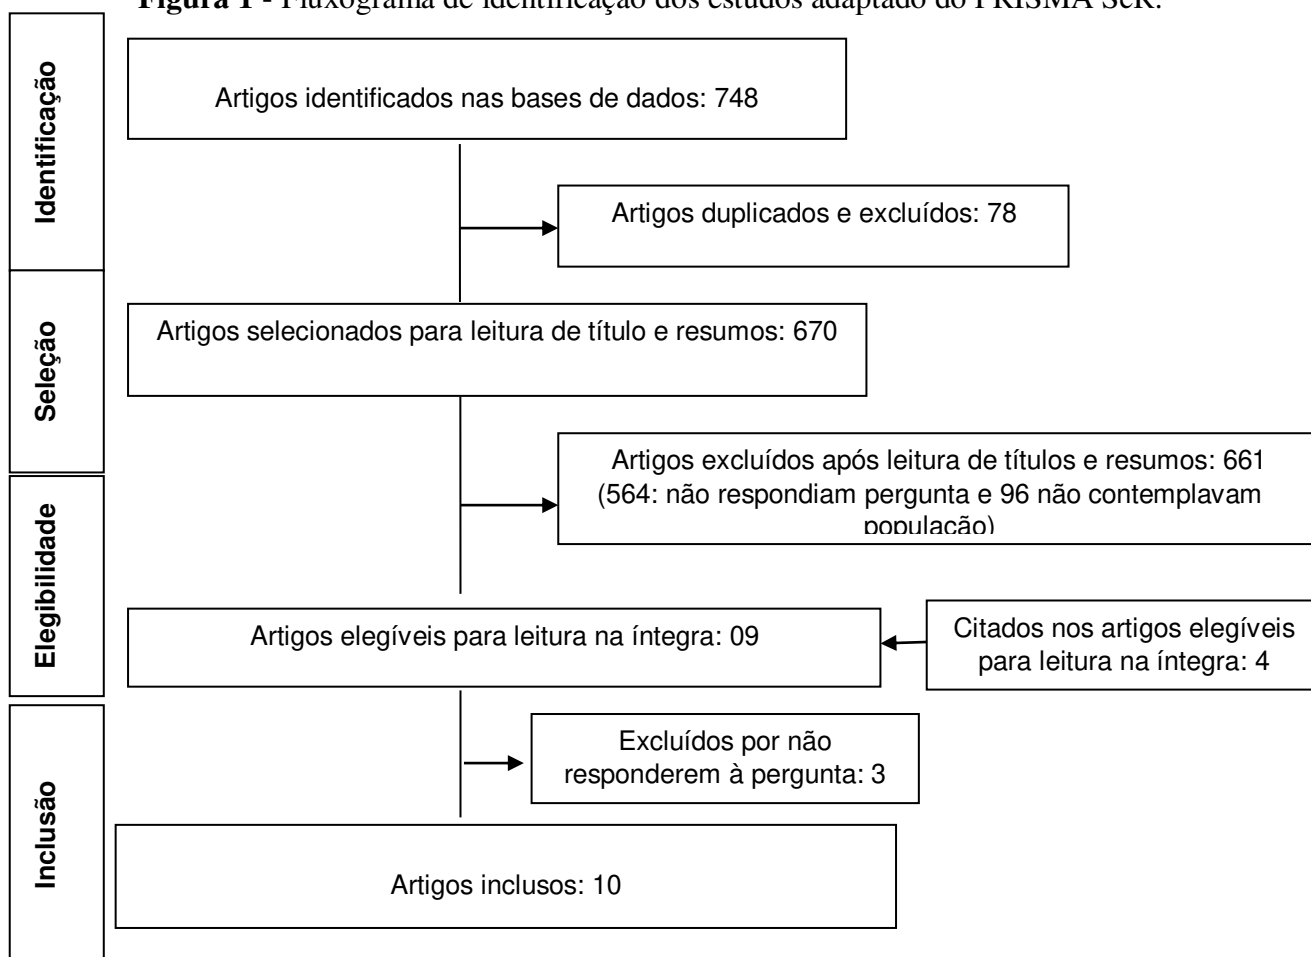 Figura 1 - Fluxograma de identificação dos estudos adaptado do PRISMA ScR.
Identificação
Artigos identificados nas bases de dados: 748
Artigos duplicados e excluídos: 78
Seleção
Artigos selecionados para leitura de título e resumos: 670
Artigos excluídos após leitura de títulos e resumos: 661
(564: não respondiam pergunta e 96 não contemplavam
população)
Elegibilidade
Artigos elegíveis para leitura na íntegra: 09
Citados nos artigos elegíveis
para leitura na íntegra: 4
Inclusão
Excluídos por não
responderem à pergunta: 3
Artigos inclusos: 10